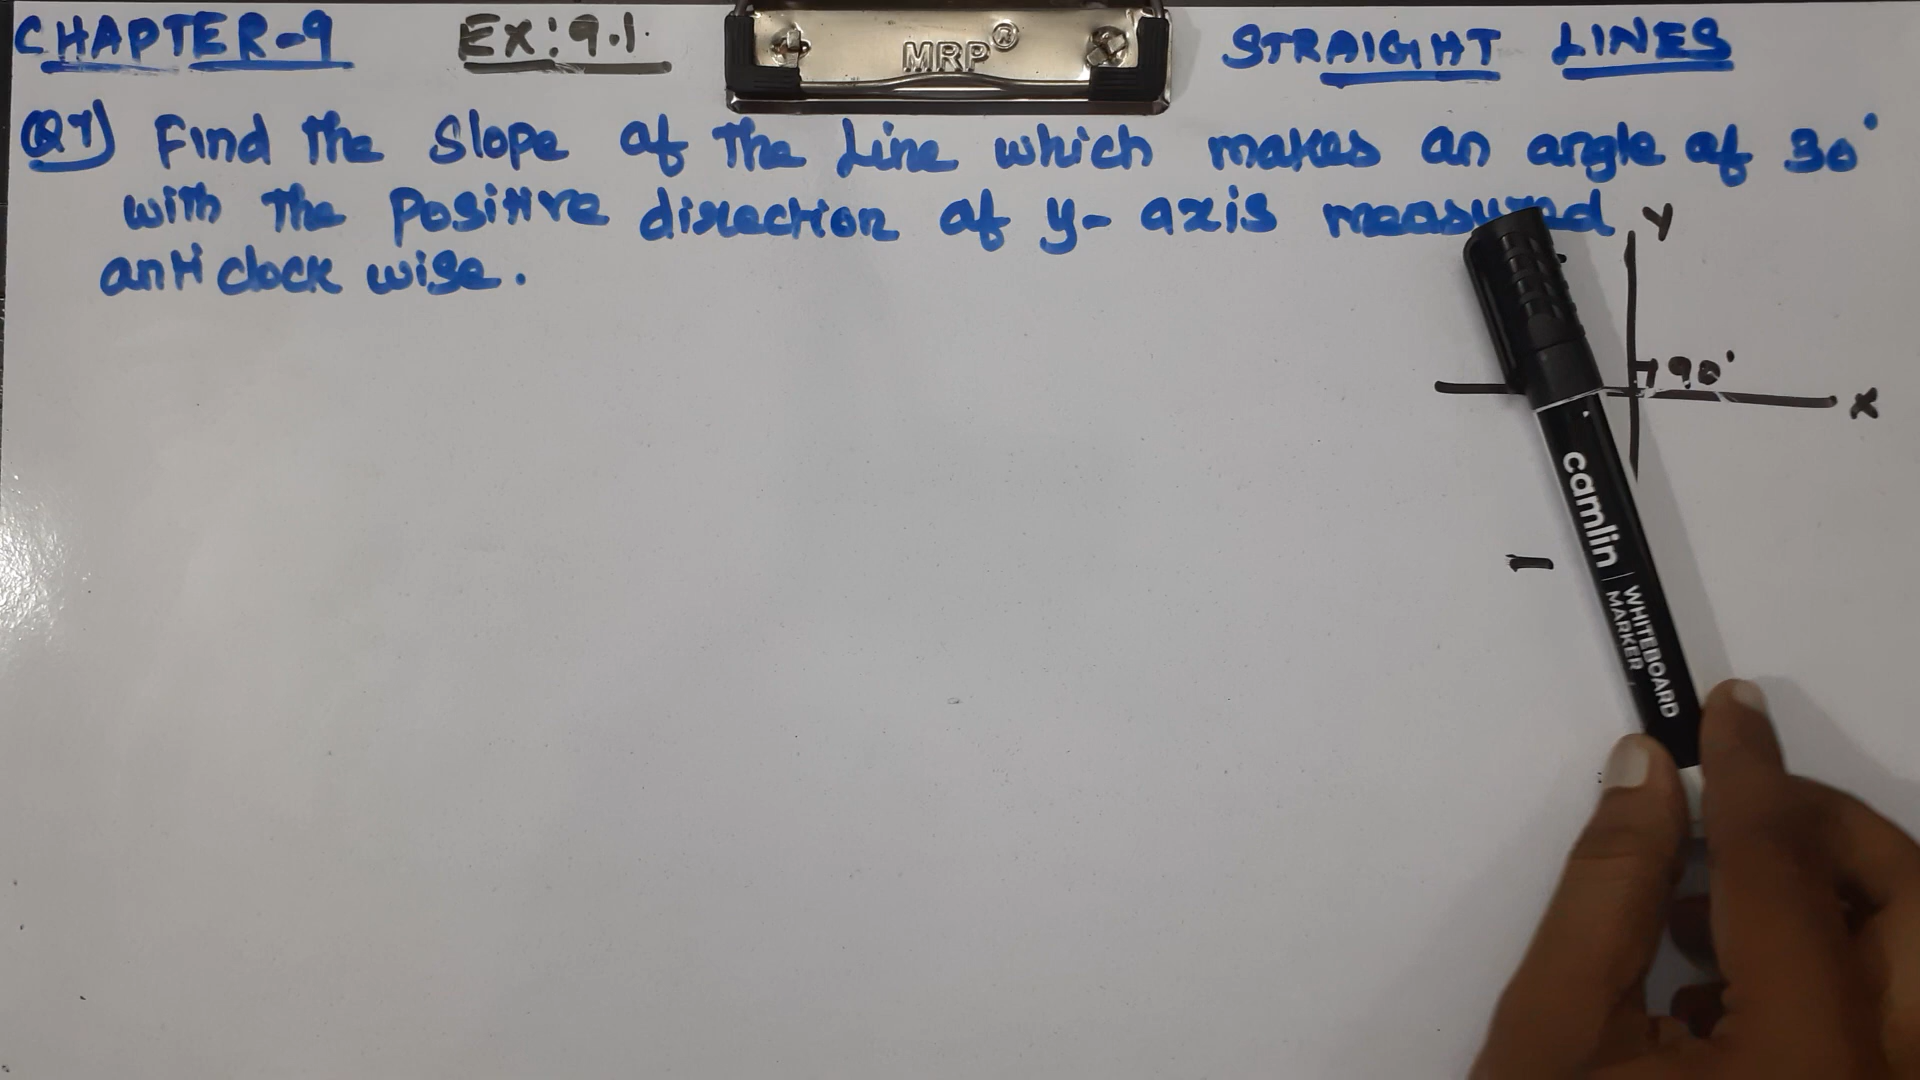 CHAPTER-9 EX:9.1. MRP® STRAIGHT LINES
Q7) Find the Slope of the Line which makes an angle of 30°
with the Positive direction of y-axis measured
anticlock wise.
Y
90°
X
camlin WHITEBOARD MARKER